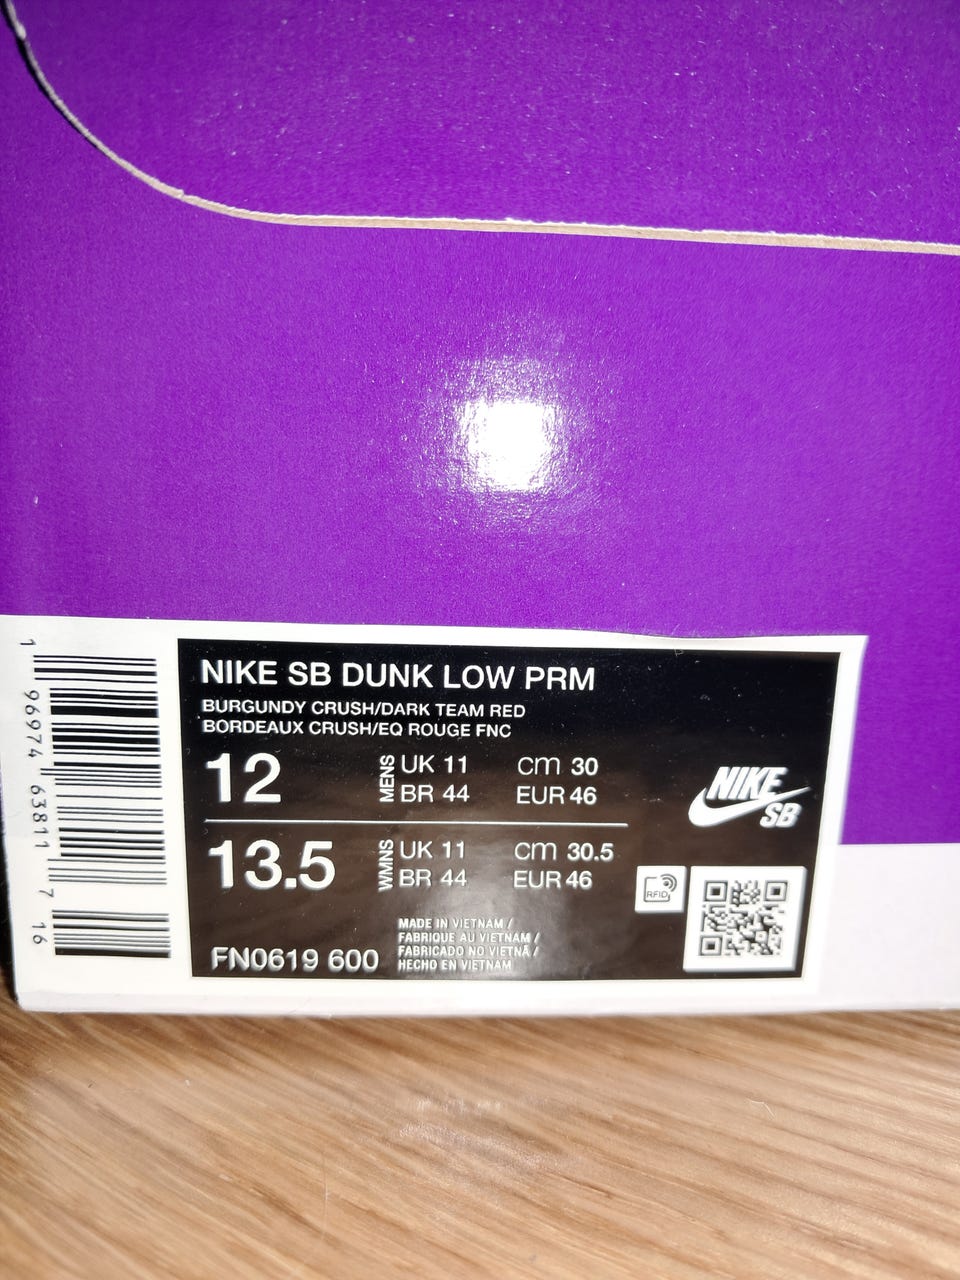 NIKE SB DUNK LOW PRM
BURGUNDY CRUSH/DARK TEAM RED
BORDEAUX CRUSH/EQ ROUGE FNC
12 MENS UK 11 cm 30
BR 44 EUR 46
13.5 WMNS UK 11 cm 30.5
BR 44 EUR 46
NIKE
SB
RFID
MADE IN VIETNAM /
FABRIQUE AU VIETNAM /
FABRICADO NO VIETNÃ /
HECHO EN VIETNAM
FN0619 600
1 96974 63811 7 16